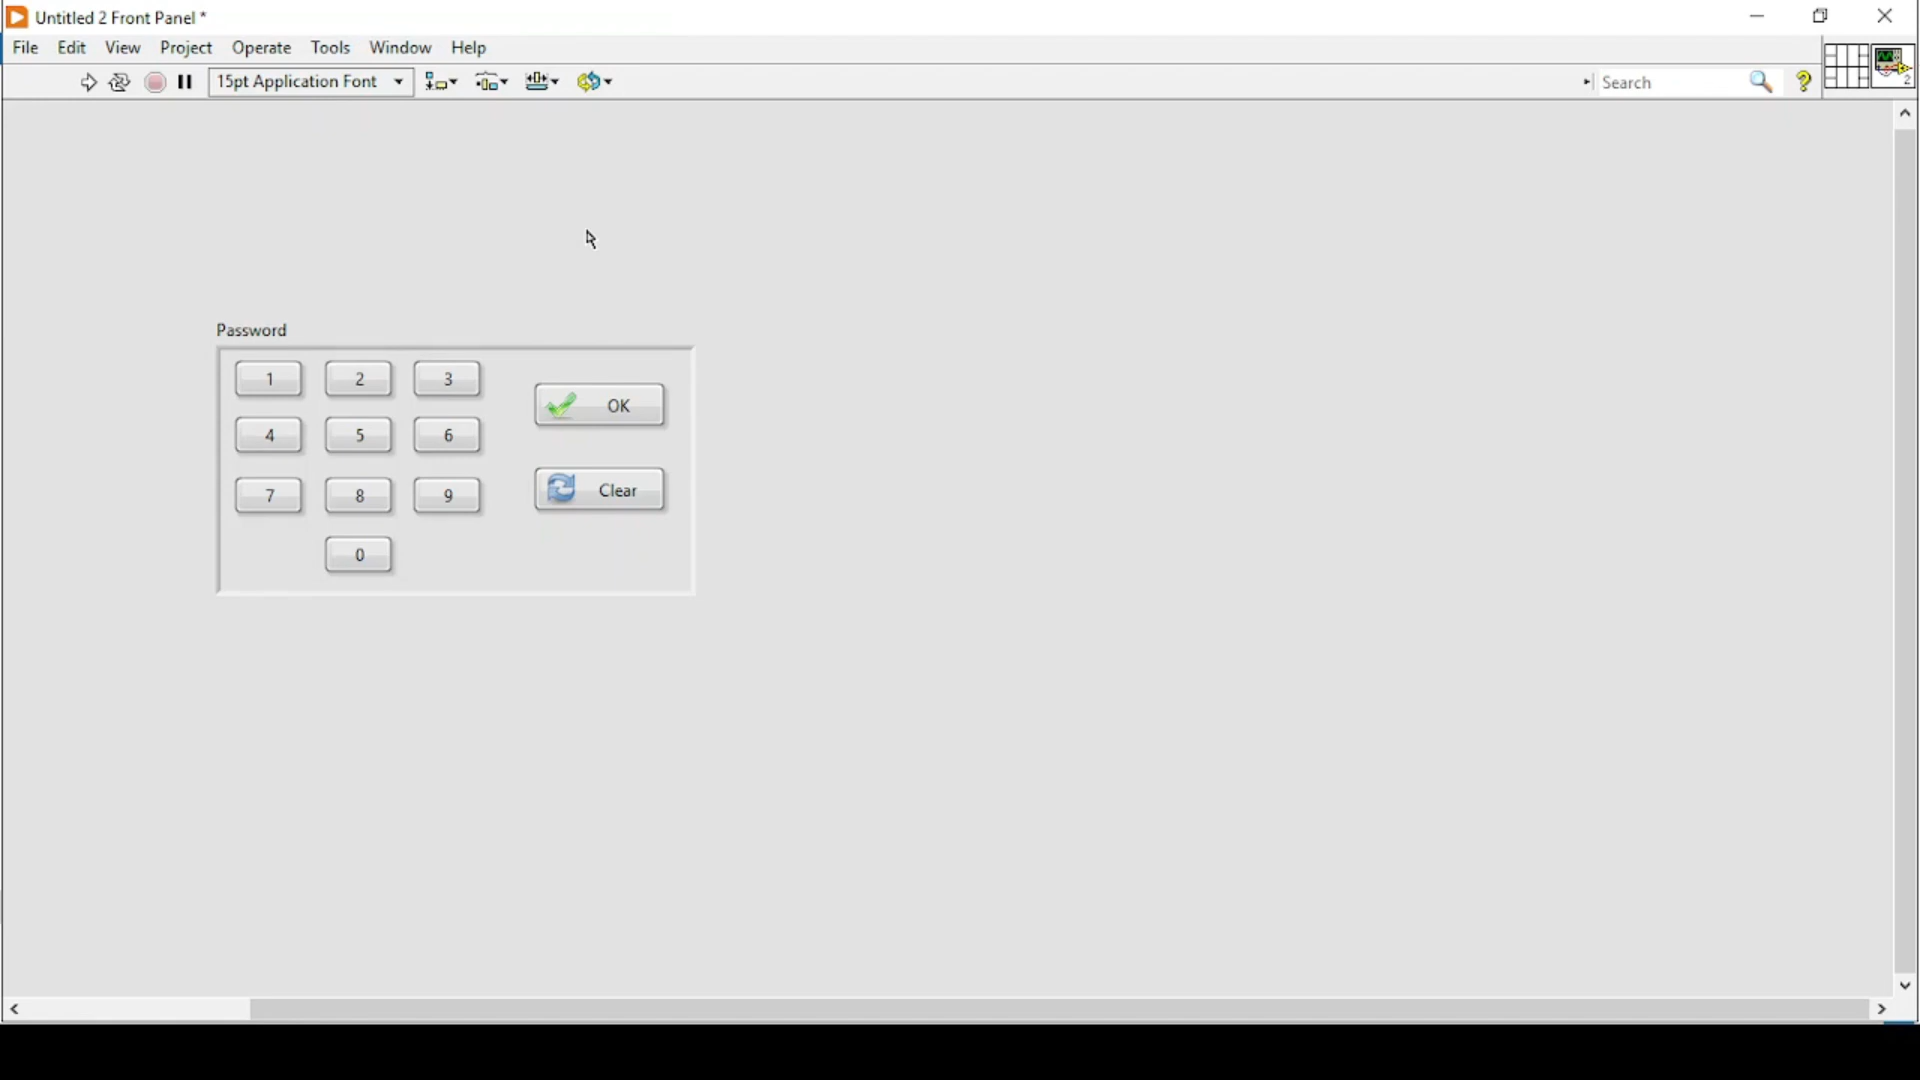 Untitled 2 Front Panel *
File Edit View Project Operate Tools Window Help
15pt Application Font
Search
?
2
Password
1 2 3
OK
4 5 6
7 8 9
Clear
0